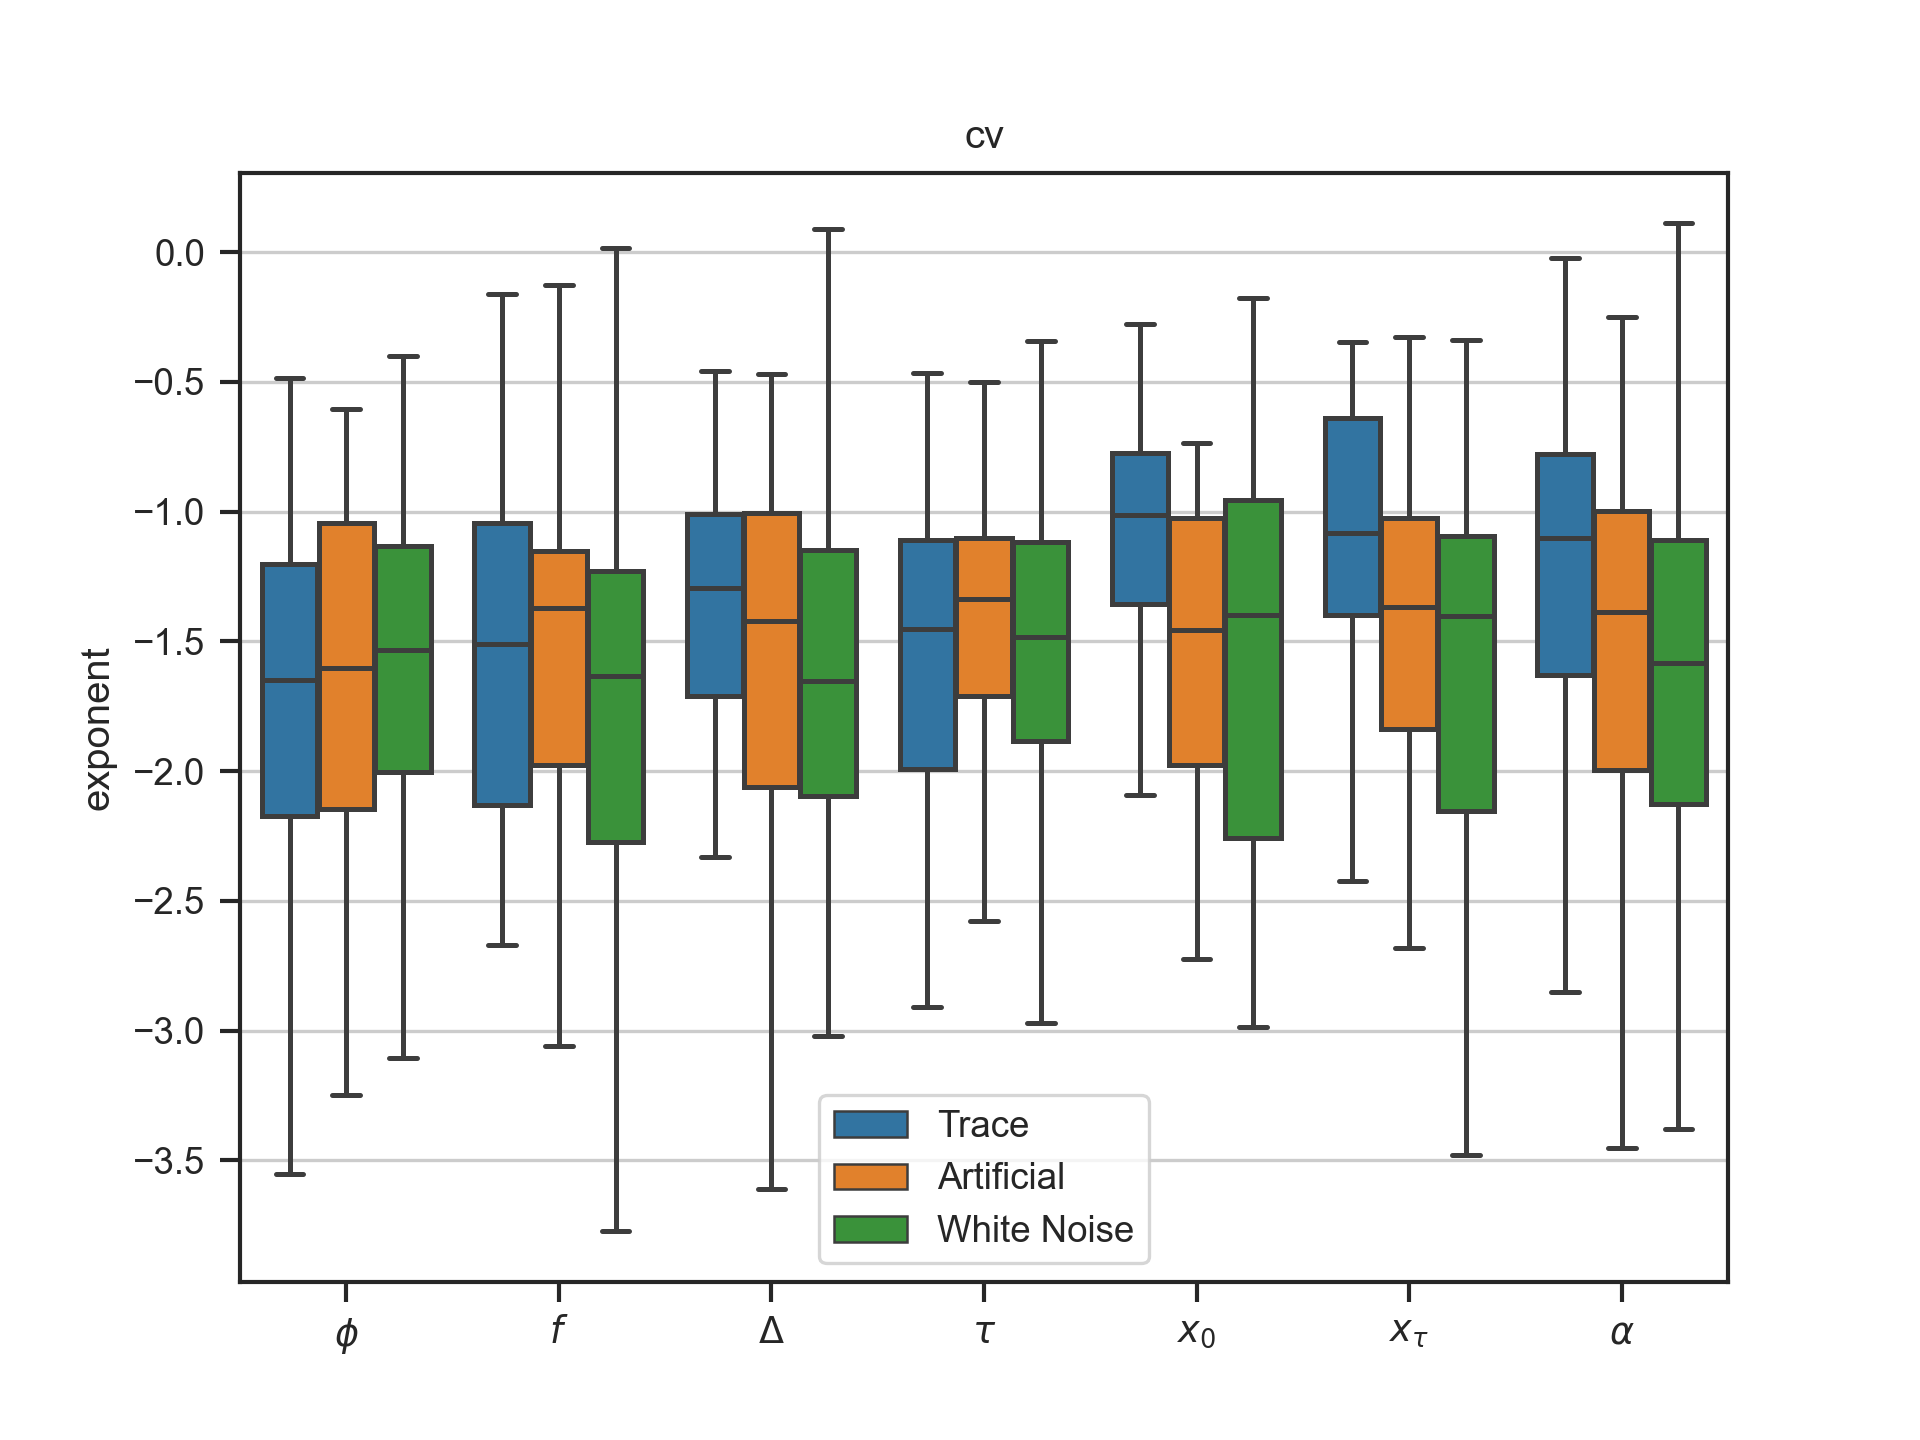 cv
exponent
0.0
−0.5
−1.0
−1.5
−2.0
−2.5
−3.0
−3.5
Trace
Artificial
White Noise
ϕ f Δ τ x₀ x_τ α